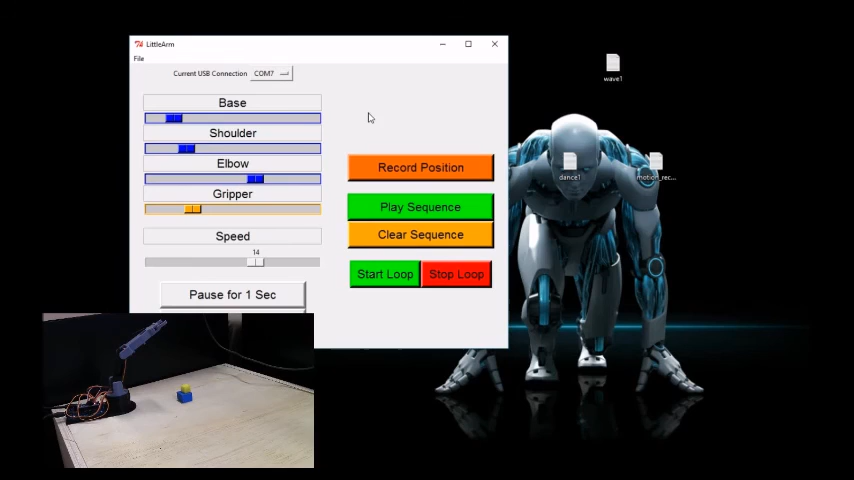 LittleArm
File
Current USB Connection COM7
Base
Shoulder
Elbow
Gripper
Speed
14
Pause for 1 Sec
Record Position
Play Sequence
Clear Sequence
Start Loop Stop Loop
wave1
dance1
motion_rec...